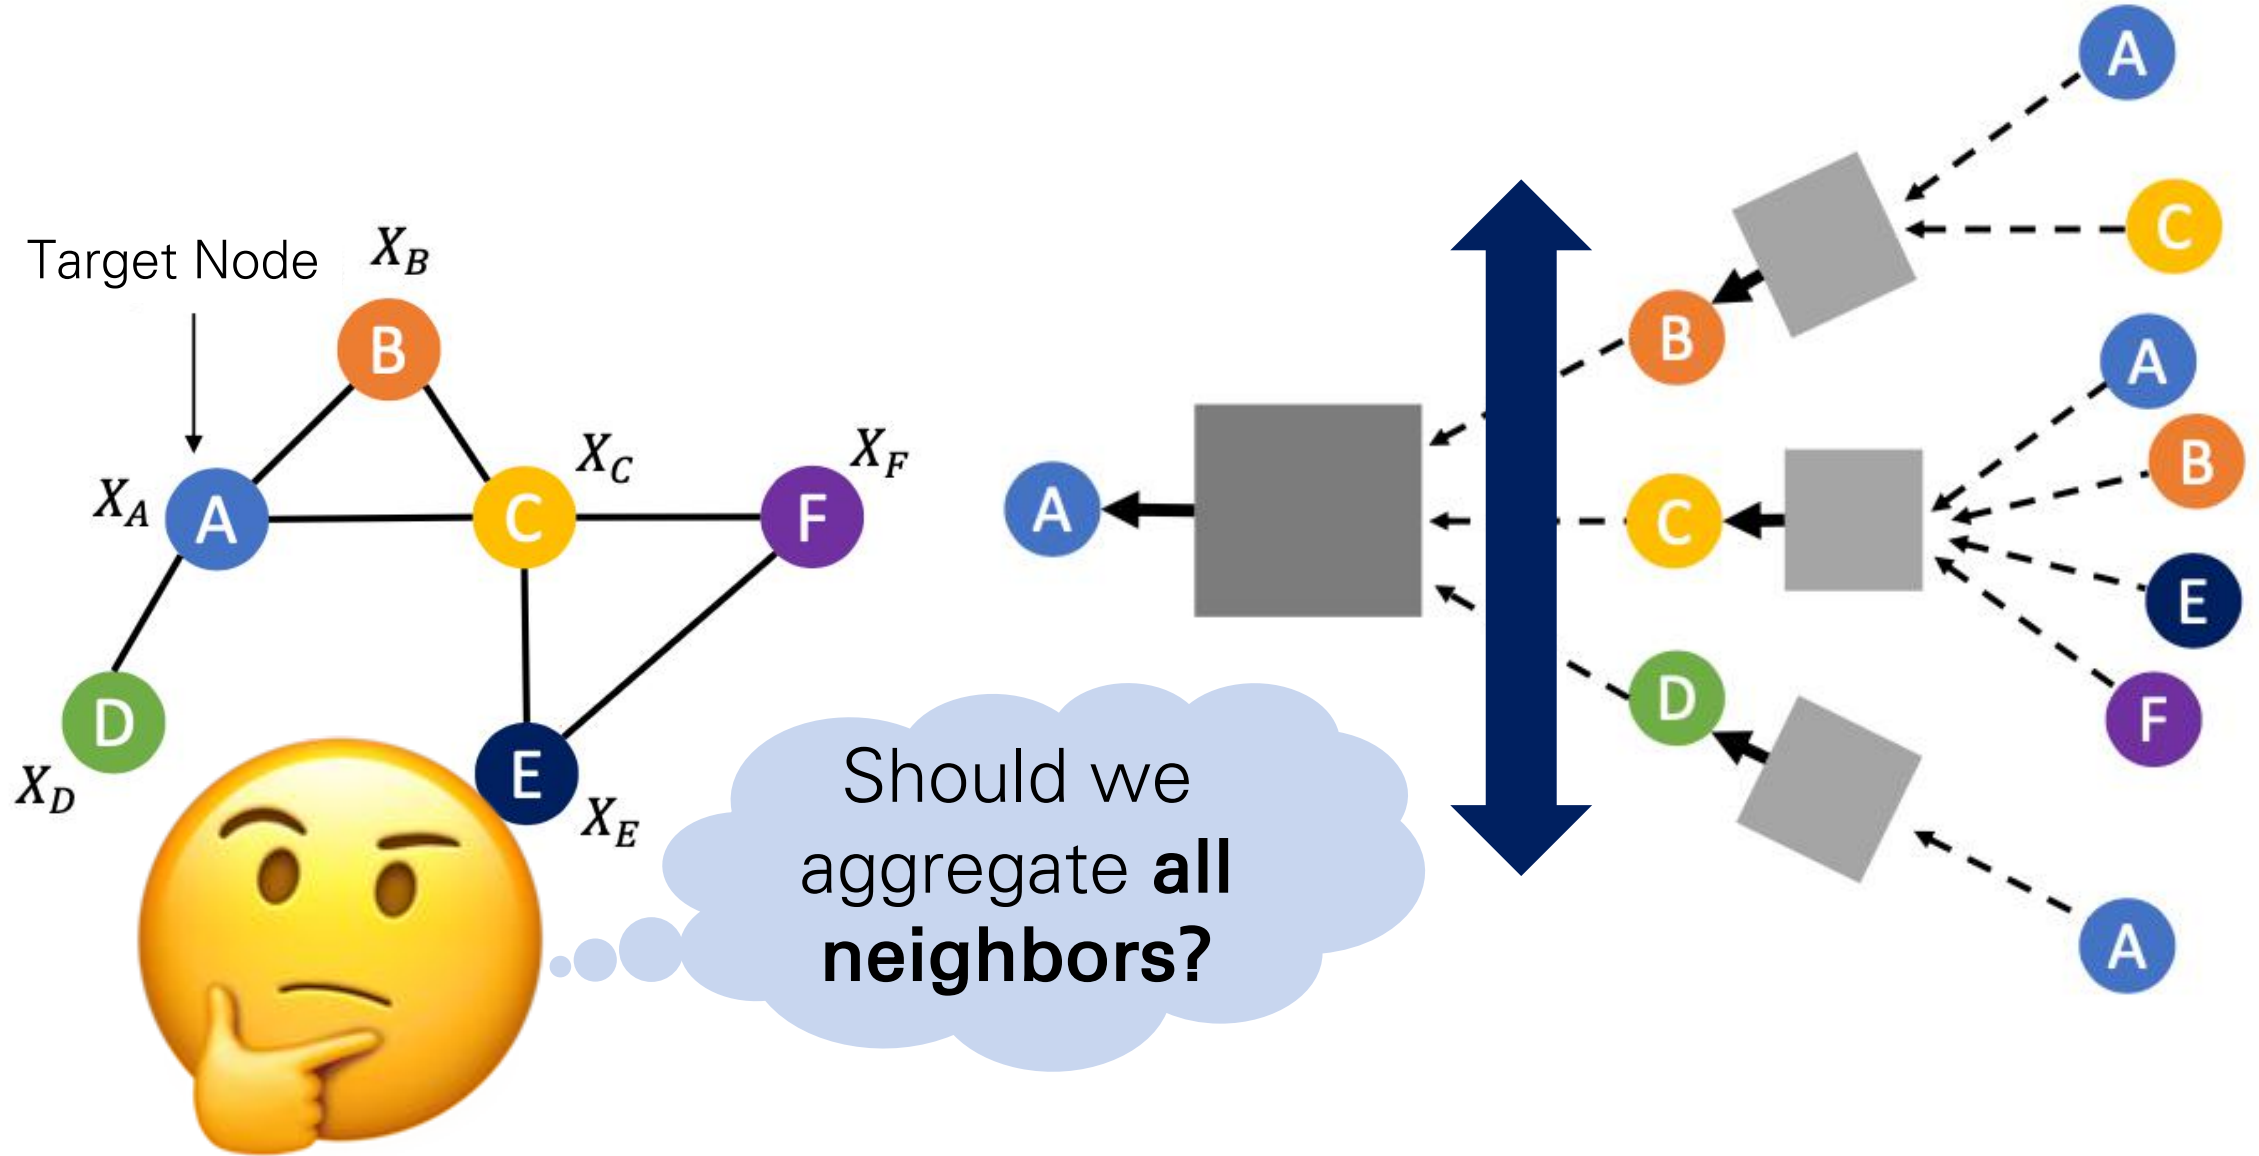 Target Node
X_B
B
X_A
A
C
X_C
F
X_F
D
X_D
E
X_E
Should we
aggregate all
neighbors?
A
B
C
D
A
C
A
B
E
F
A